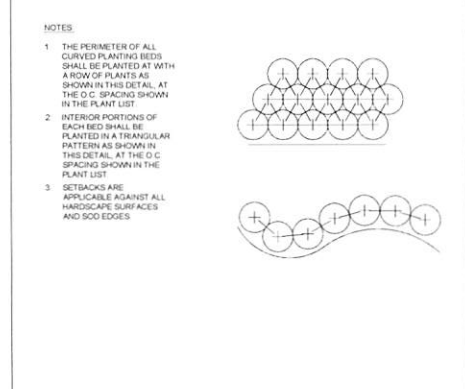 NOTES
1 THE PERIMETER OF ALL
CURVED PLANTING BEDS
SHALL BE PLANTED AT WITH
A ROW OF PLANTS AS
SHOWN IN THIS DETAIL, AT
THE O.C. SPACING SHOWN
IN THE PLANT LIST.
2 INTERIOR PORTIONS OF
EACH BED SHALL BE
PLANTED IN A TRIANGULAR
PATTERN AS SHOWN IN
THIS DETAIL, AT THE O.C.
SPACING SHOWN IN THE
PLANT LIST.
3. SETBACKS ARE
APPLICABLE AGAINST ALL
HARDSCAPE SURFACES
AND SOD EDGES